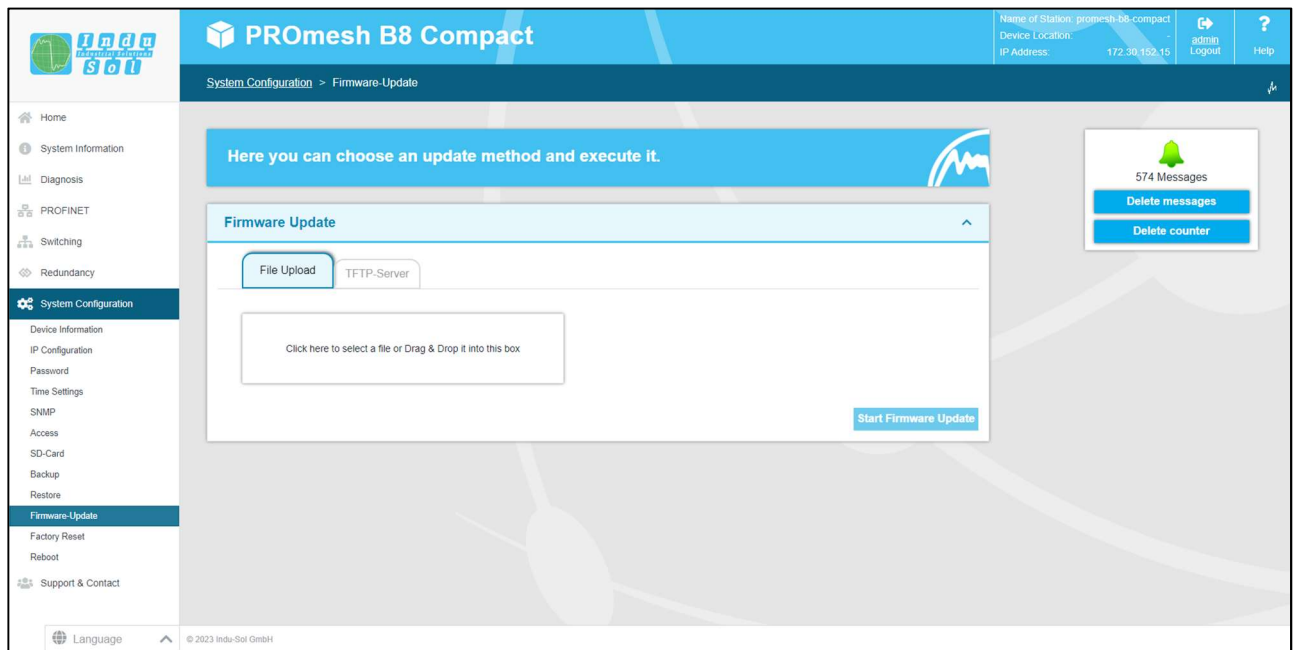 Indu
Industrial Solutions
Sol
PROmesh B8 Compact
Name of Station: promesh-b8-compact
Device Location: -
IP Address: 172.30.152.15
admin
Logout
?
Help
System Configuration > Firmware-Update
Home
System Information
Diagnosis
PROFINET
Switching
Redundancy
System Configuration
Device Information
IP Configuration
Password
Time Settings
SNMP
Access
SD-Card
Backup
Restore
Firmware-Update
Factory Reset
Reboot
Support & Contact
Language
Here you can choose an update method and execute it.
Firmware Update
File Upload
TFTP-Server
Click here to select a file or Drag & Drop it into this box
Start Firmware Update
574 Messages
Delete messages
Delete counter
© 2023 Indu-Sol GmbH